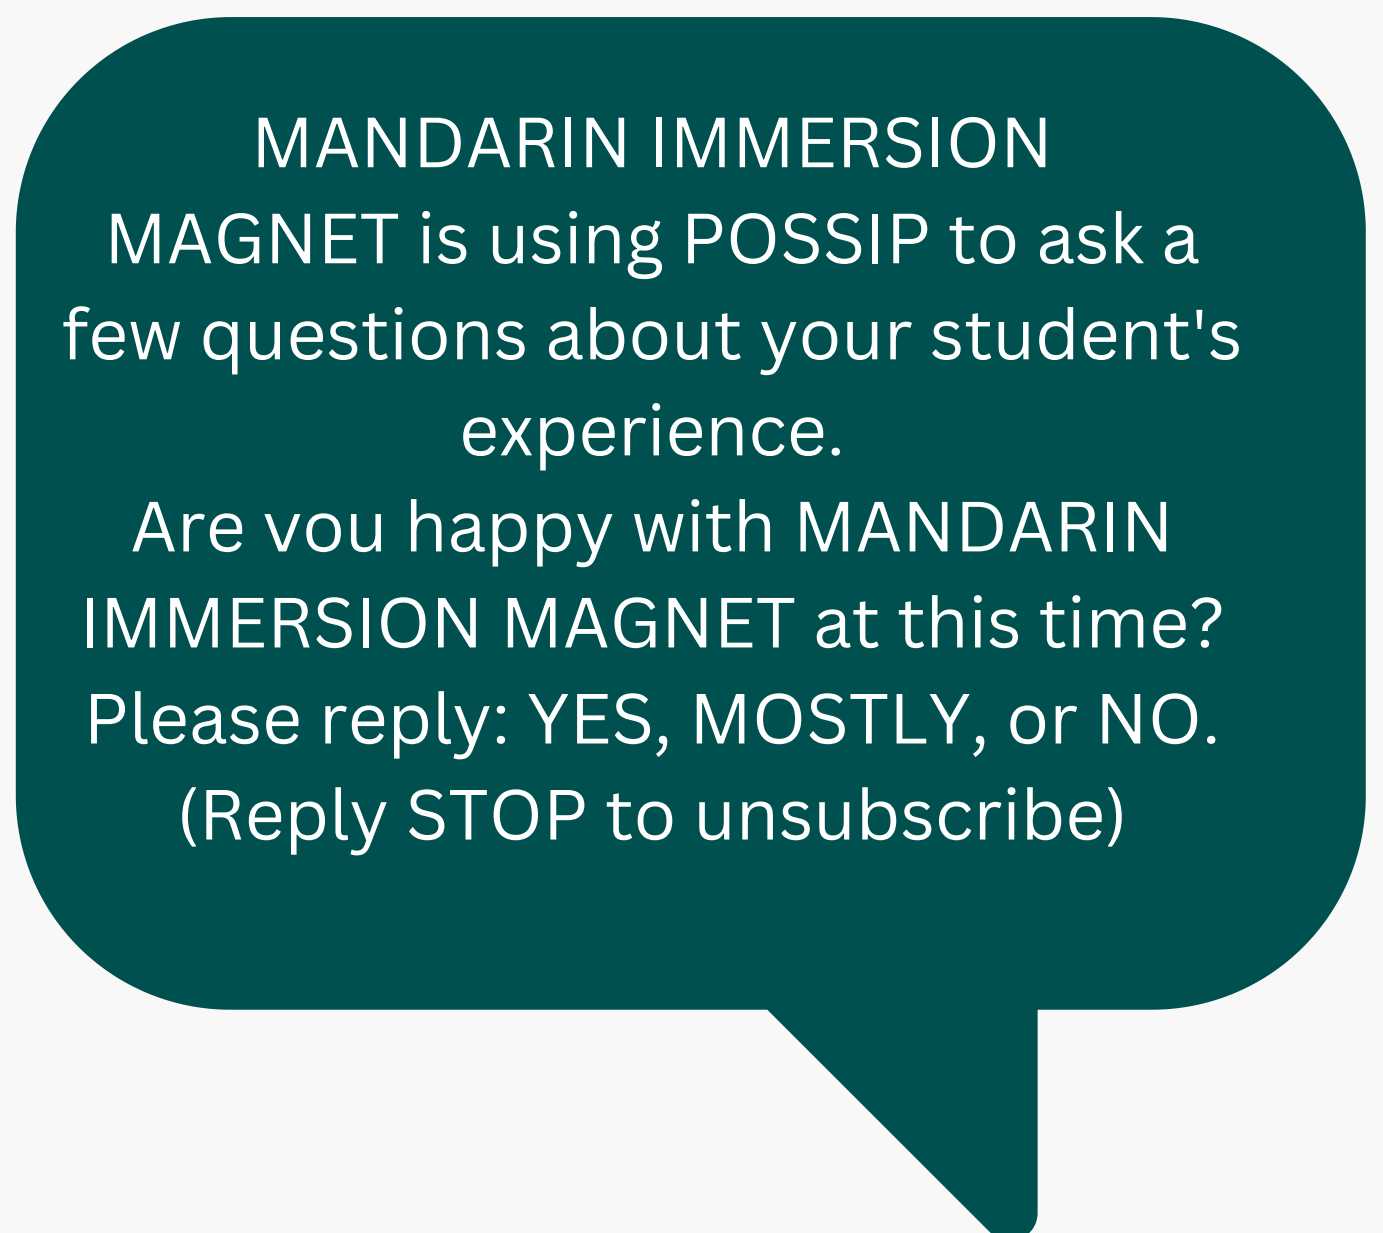 MANDARIN IMMERSION
MAGNET is using POSSIP to ask a
few questions about your student's
experience.
Are vou happy with MANDARIN
IMMERSION MAGNET at this time?
Please reply: YES, MOSTLY, or NO.
(Reply STOP to unsubscribe)